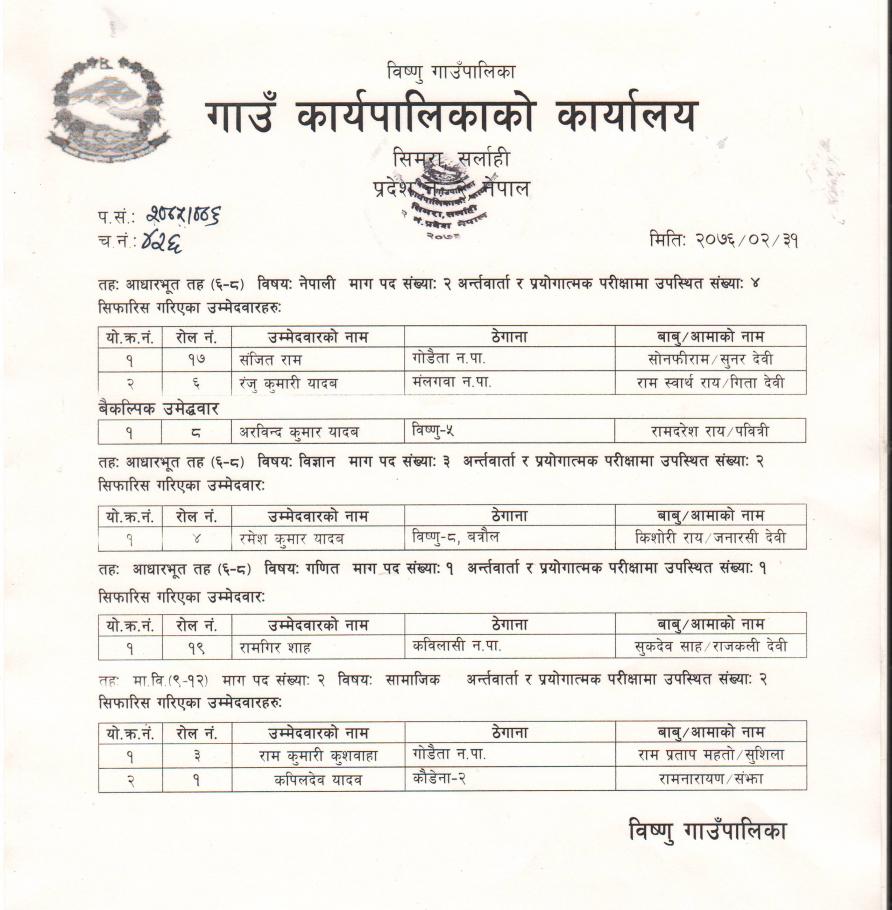 विष्णु गाउँपालिका
गाउँ कार्यपालिकाको कार्यालय
सिमरा, सर्लाही
प्रदेश नेपाल
प.सं.: २०७५।०७६
च.नं.: ४२६
मिति: २०७६/०२/३१
तह: आधारभूत तह (६-८) विषय: नेपाली माग पद संख्या: २ अर्न्तवार्ता र प्रयोगात्मक परीक्षामा उपस्थित संख्या: ४
सिफारिस गरिएका उम्मेदवारहरु:
यो.क्र.नं. रोल नं. उम्मेदवारको नाम ठेगाना बाबु/आमाको नाम
१ १७ संजित राम गोडैता न.पा. सोनफीराम/सुनर देवी
२ ६ रंजु कुमारी यादब मंलगवा न.पा. राम स्वार्थ राय/गिता देवी
बैकल्पिक उमेद्धवार
१ ८ अरविन्द कुमार यादब विष्णु-५ रामदरेश राय/पवित्री
तह: आधारभूत तह (६-८) विषय: विज्ञान माग पद संख्या: ३ अर्न्तवार्ता र प्रयोगात्मक परीक्षामा उपस्थित संख्या: २
सिफारिस गरिएका उम्मेदवार:
यो.क्र.नं. रोल नं. उम्मेदवारको नाम ठेगाना बाबु/आमाको नाम
१ ४ रमेश कुमार यादब विष्णु-८, बत्रौल किशोरी राय/जनारसी देवी
तह: आधारभूत तह (६-८) विषय: गणित माग पद संख्या: १ अर्न्तवार्ता र प्रयोगात्मक परीक्षामा उपस्थित संख्या: १
सिफारिस गरिएका उम्मेदवार:
यो.क्र.नं. रोल नं. उम्मेदवारको नाम ठेगाना बाबु/आमाको नाम
१ १९ रामगिर शाह कविलासी न.पा. सुकदेव साह/राजकली देवी
तह: मा.वि.(९-१२) माग पद संख्या: २ विषय: सामाजिक अर्न्तवार्ता र प्रयोगात्मक परीक्षामा उपस्थित संख्या: २
सिफारिस गरिएका उम्मेदवारहरु:
यो.क्र.नं. रोल नं. उम्मेदवारको नाम ठेगाना बाबु/आमाको नाम
१ ३ राम कुमारी कुशवाहा गोडैता न.पा. राम प्रताप महतो/सुशिला
२ १ कपिलदेव यादव कौडेना-२ रामनारायण/संझा
विष्णु गाउँपालिका